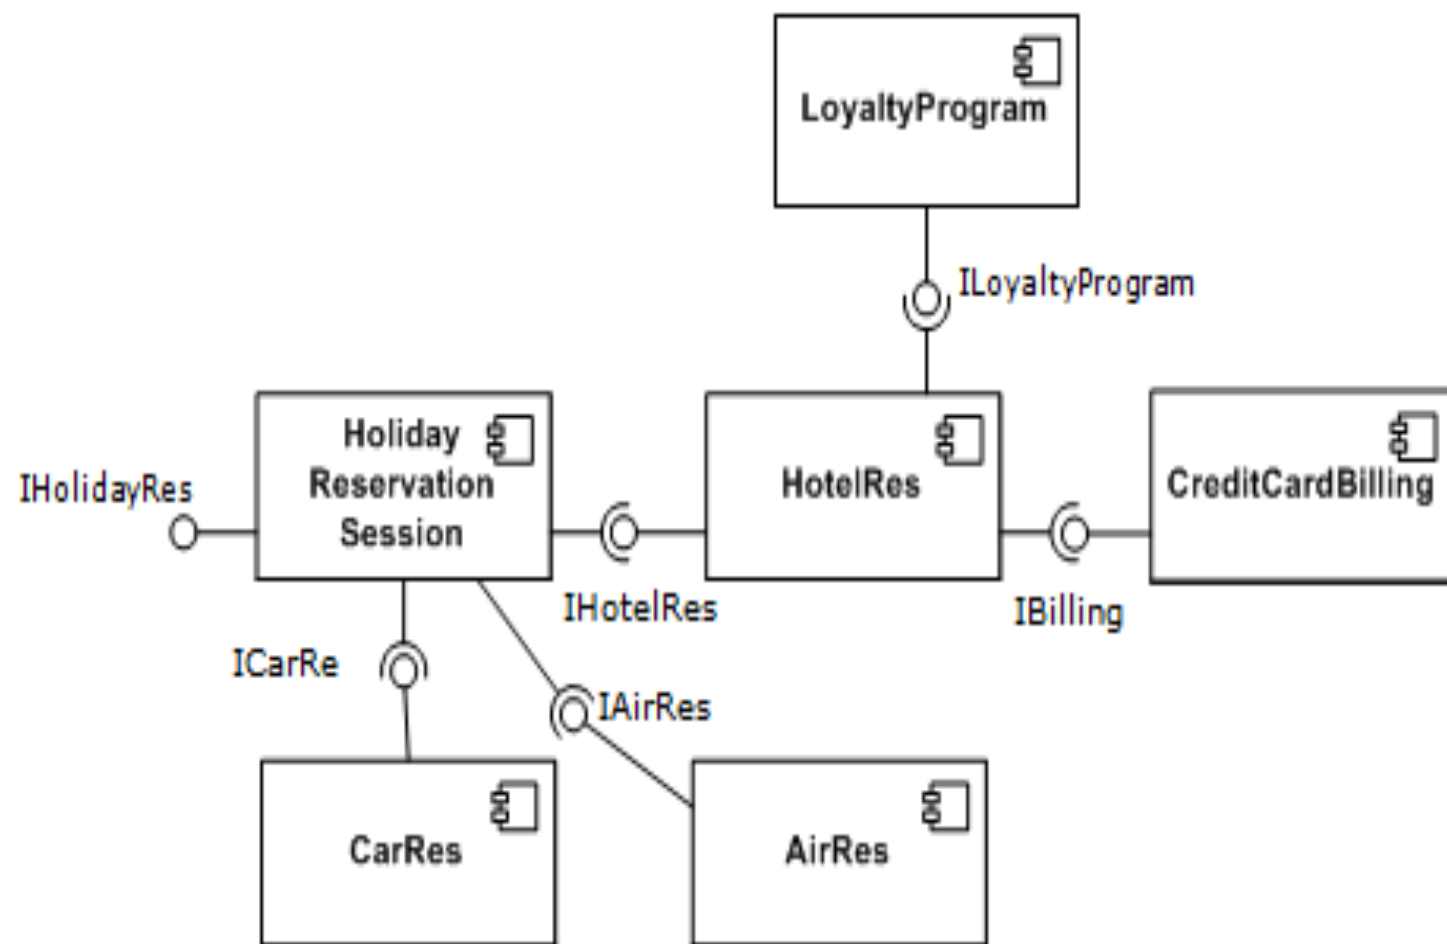 LoyaltyProgram
ILoyaltyProgram
Holiday
Reservation
Session
HotelRes
CreditCardBilling
IHolidayRes
IHotelRes
IBilling
ICarRe
IAirRes
CarRes
AirRes